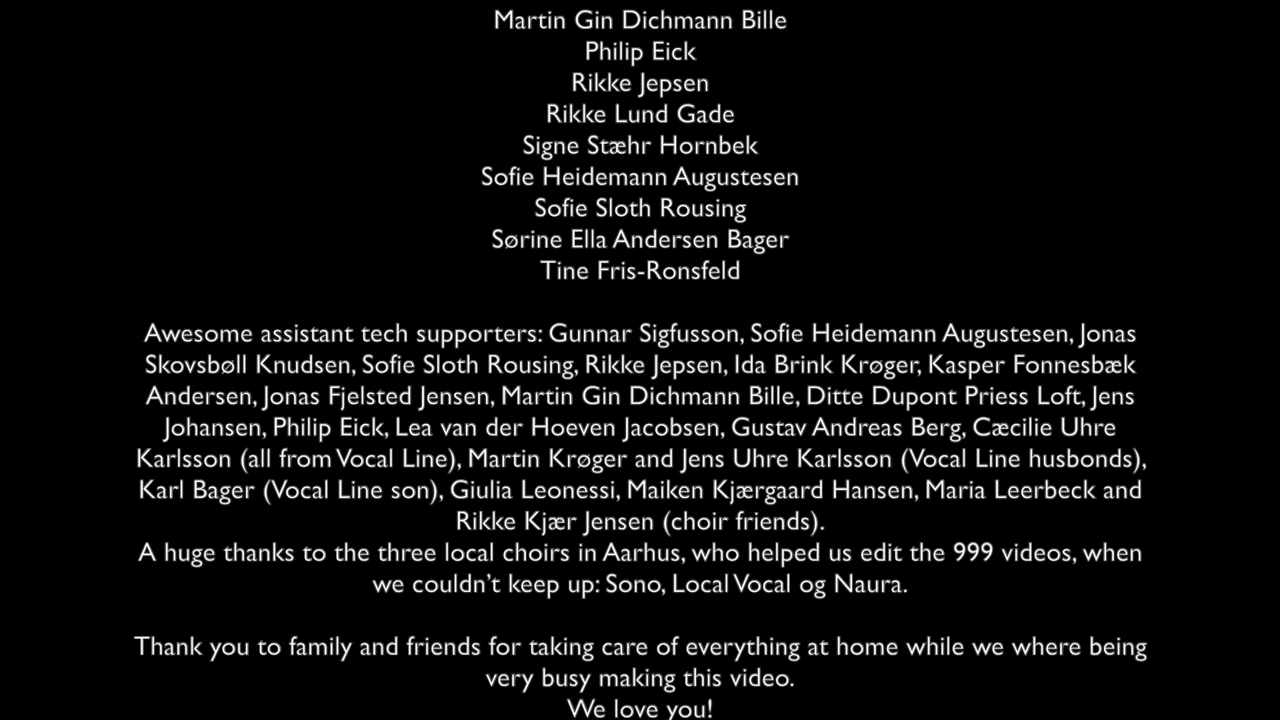 Martin Gin Dichmann Bille
Philip Eick
Rikke Jepsen
Rikke Lund Gade
Signe Stæhr Hornbek
Sofie Heidemann Augustesen
Sofie Sloth Rousing
Sørine Ella Andersen Bager
Tine Fris-Ronsfeld
Awesome assistant tech supporters: Gunnar Sigfusson, Sofie Heidemann Augustesen, Jonas
Skovsbøll Knudsen, Sofie Sloth Rousing, Rikke Jepsen, Ida Brink Krøger, Kasper Fonnesbæk
Andersen, Jonas Fjelsted Jensen, Martin Gin Dichmann Bille, Ditte Dupont Priess Loft, Jens
Johansen, Philip Eick, Lea van der Hoeven Jacobsen, Gustav Andreas Berg, Cæcilie Uhre
Karlsson (all from Vocal Line), Martin Krøger and Jens Uhre Karlsson (Vocal Line husbonds),
Karl Bager (Vocal Line son), Giulia Leonessi, Maiken Kjærgaard Hansen, Maria Leerbeck and
Rikke Kjær Jensen (choir friends).
A huge thanks to the three local choirs in Aarhus, who helped us edit the 999 videos, when
we couldn’t keep up: Sono, Local Vocal og Naura.
Thank you to family and friends for taking care of everything at home while we where being
very busy making this video.
We love you!